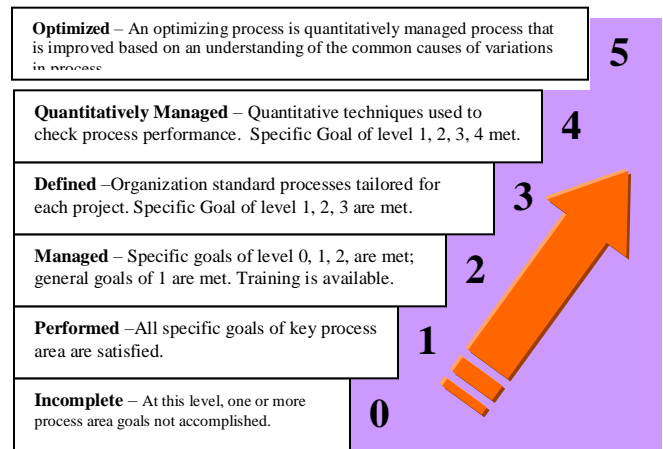 Optimized – An optimizing process is quantitatively managed process that
is improved based on an understanding of the common causes of variations
in process
5
Quantitatively Managed – Quantitative techniques used to
check process performance.  Specific Goal of level 1, 2, 3, 4 met.
4
Defined –Organization standard processes tailored for
each project. Specific Goal of level 1, 2, 3 are met.
3
Managed – Specific goals of level 0, 1, 2, are met;
general goals of 1 are met. Training is available.
2
Performed –All specific goals of key process
area are satisfied.
1
Incomplete – At this level, one or more
process area goals not accomplished.
0